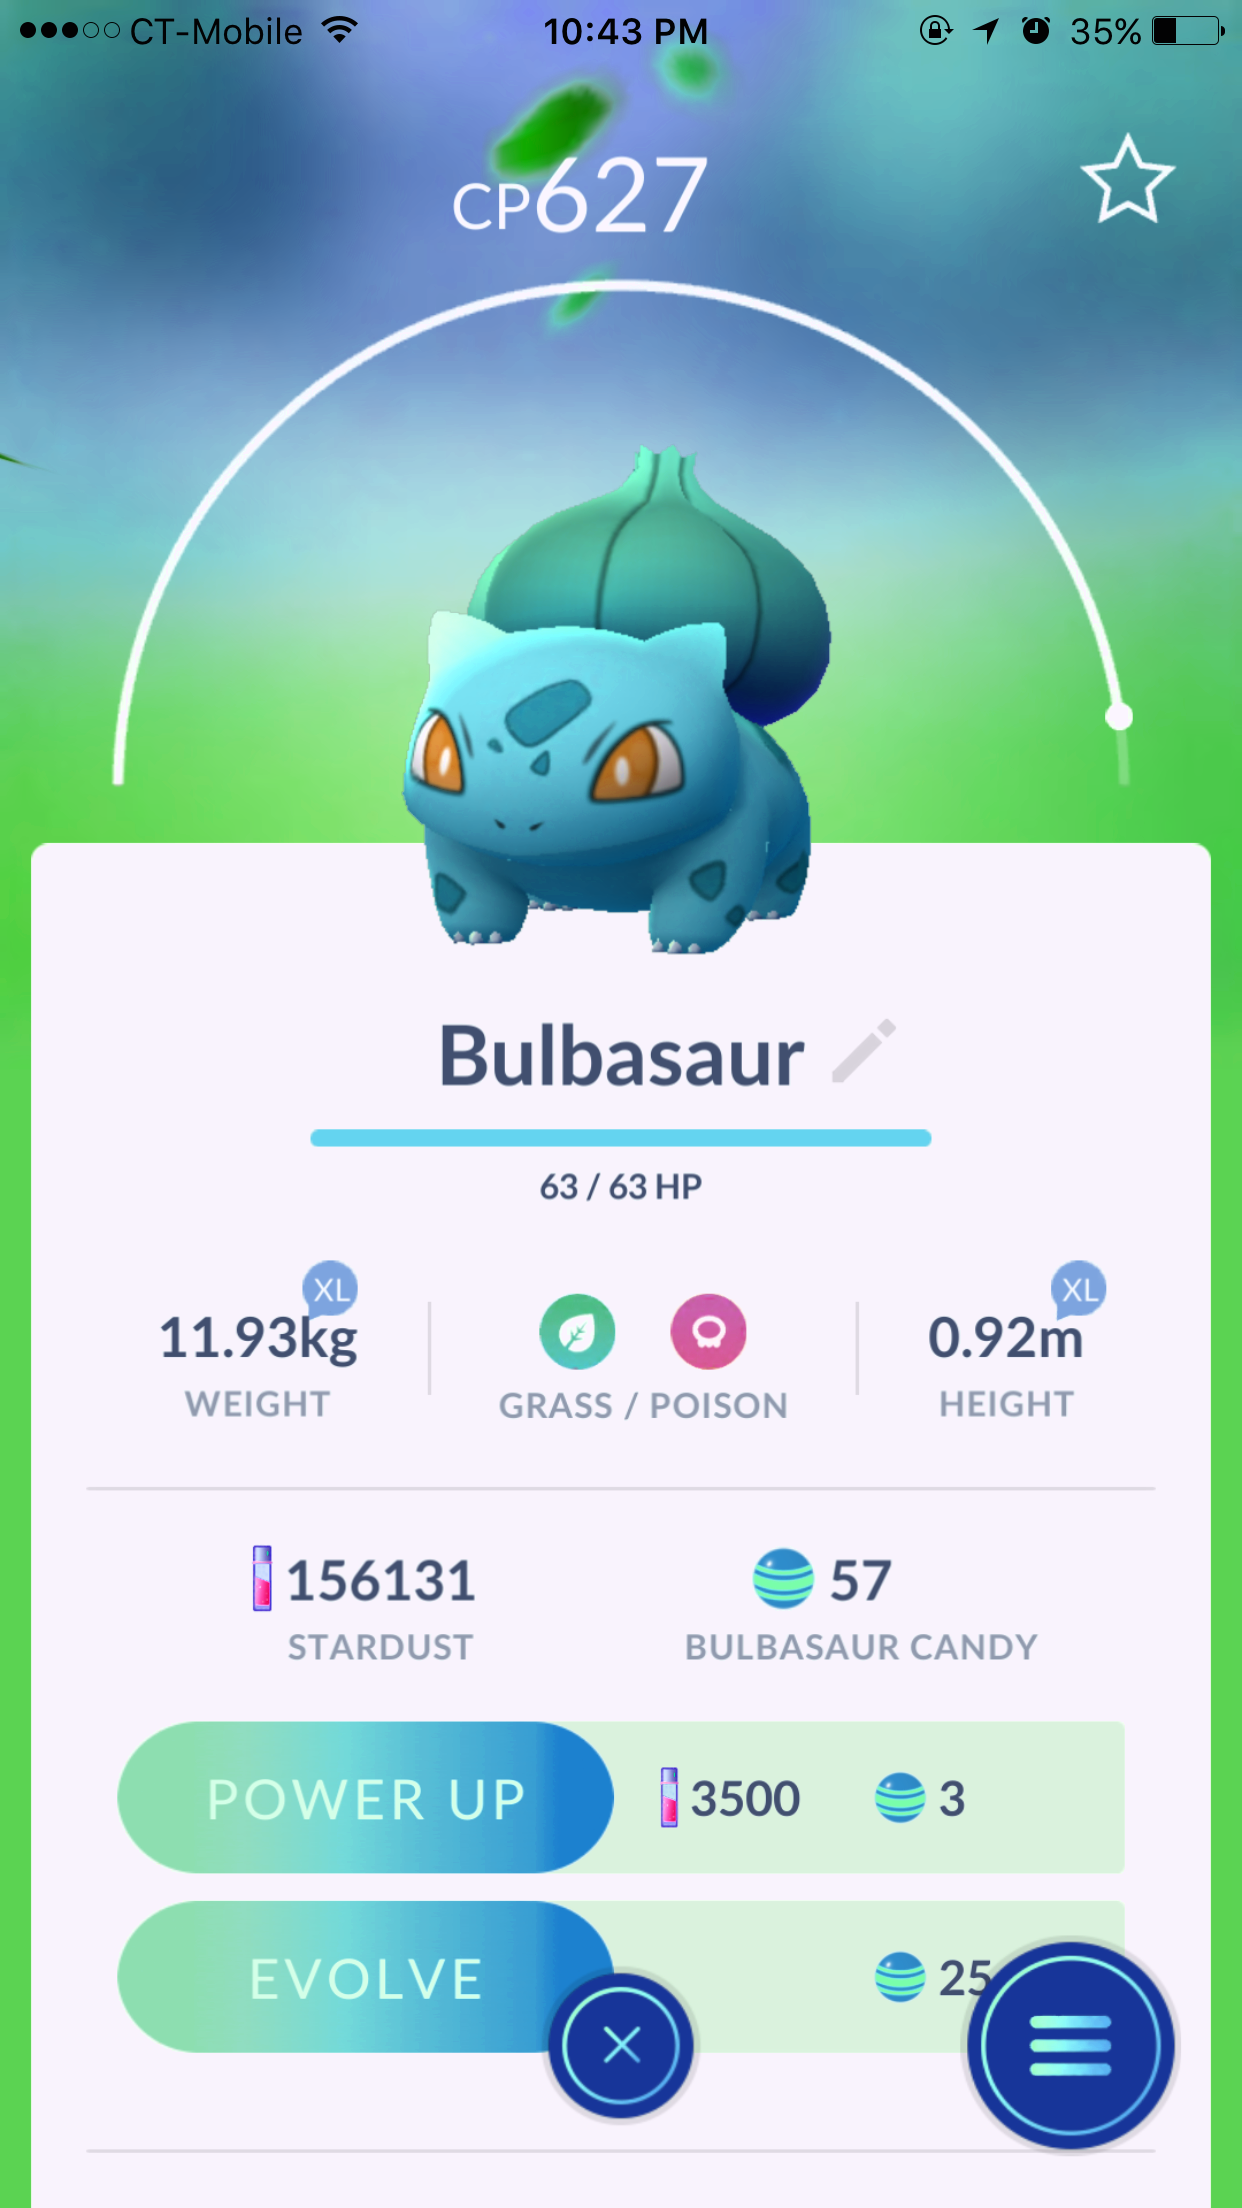 CT-Mobile 10:43 PM 35%
CP627
Bulbasaur
63 / 63 HP
XL XL
11.93kg 0.92m
WEIGHT GRASS / POISON HEIGHT
156131 57
STARDUST BULBASAUR CANDY
POWER UP 3500 3
EVOLVE 25